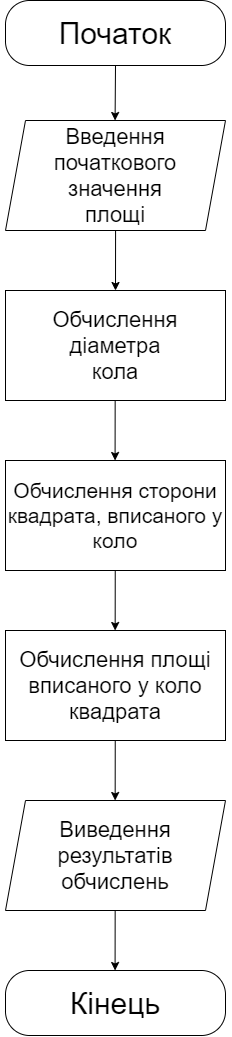 Початок
Введення
початкового
значення
площі
Обчислення
діаметра
кола
Обчислення сторони
квадрата, вписаного у
коло
Обчислення площі
вписаного у коло
квадрата
Виведення
результатів
обчислень
Кінець